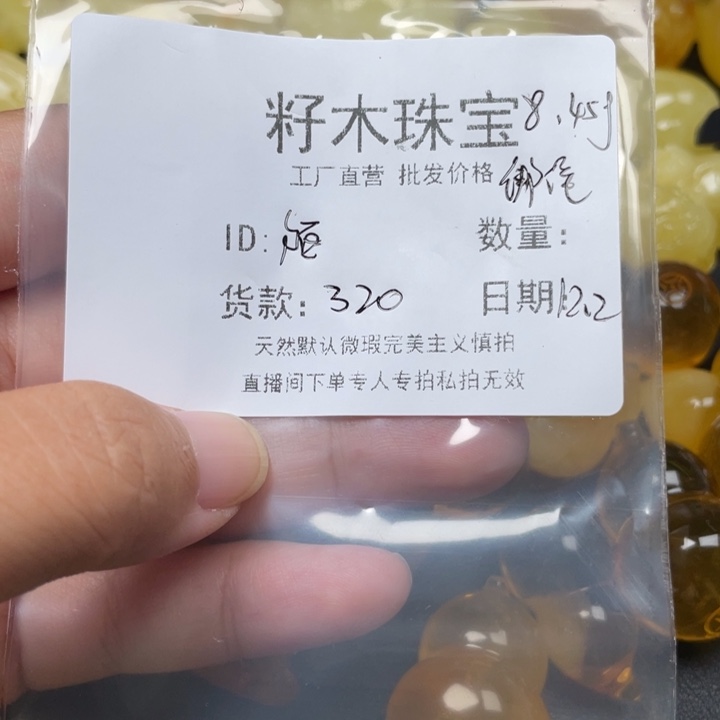 籽木珠宝 8.45g
工厂直营 批发价格
ID:
数量:
货款: 320
日期 12.2
天然默认微瑕完美主义慎拍
直播间下单专人专拍私拍无效